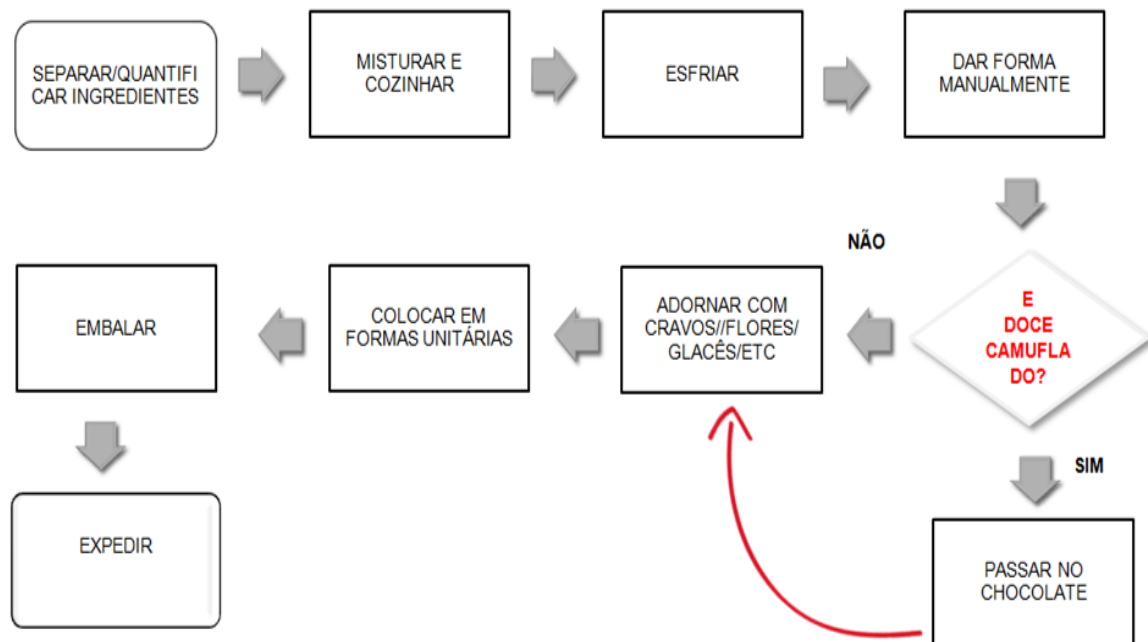 SEPARAR/QUANTIFI
CAR INGREDIENTES
MISTURAR E
COZINHAR
ESFRIAR
DAR FORMA
MANUALMENTE
NÃO
E
DOCE
CAMUFLA
DO?
ADORNAR COM
CRAVOS//FLORES/
GLACÊS/ETC
COLOCAR EM
FORMAS UNITÁRIAS
EMBALAR
SIM
PASSAR NO
CHOCOLATE
EXPEDIR